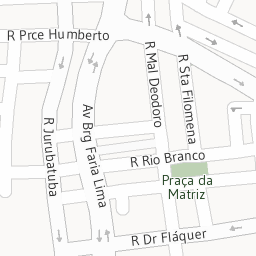 R Prce Humberto
R Mal Deodoro
R Sta Filomena
Av Brg Faria Lima
R Jurubatuba
R Rio Branco
Praça da
Matriz
R Dr Fláquer